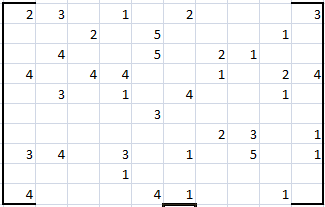 2 3 1 2 3
2 5 1
4 5 2 1
4 4 4 1 2 4
3 1 4 1
3
2 3 1
3 4 3 1 5 1
1
4 4 1 1